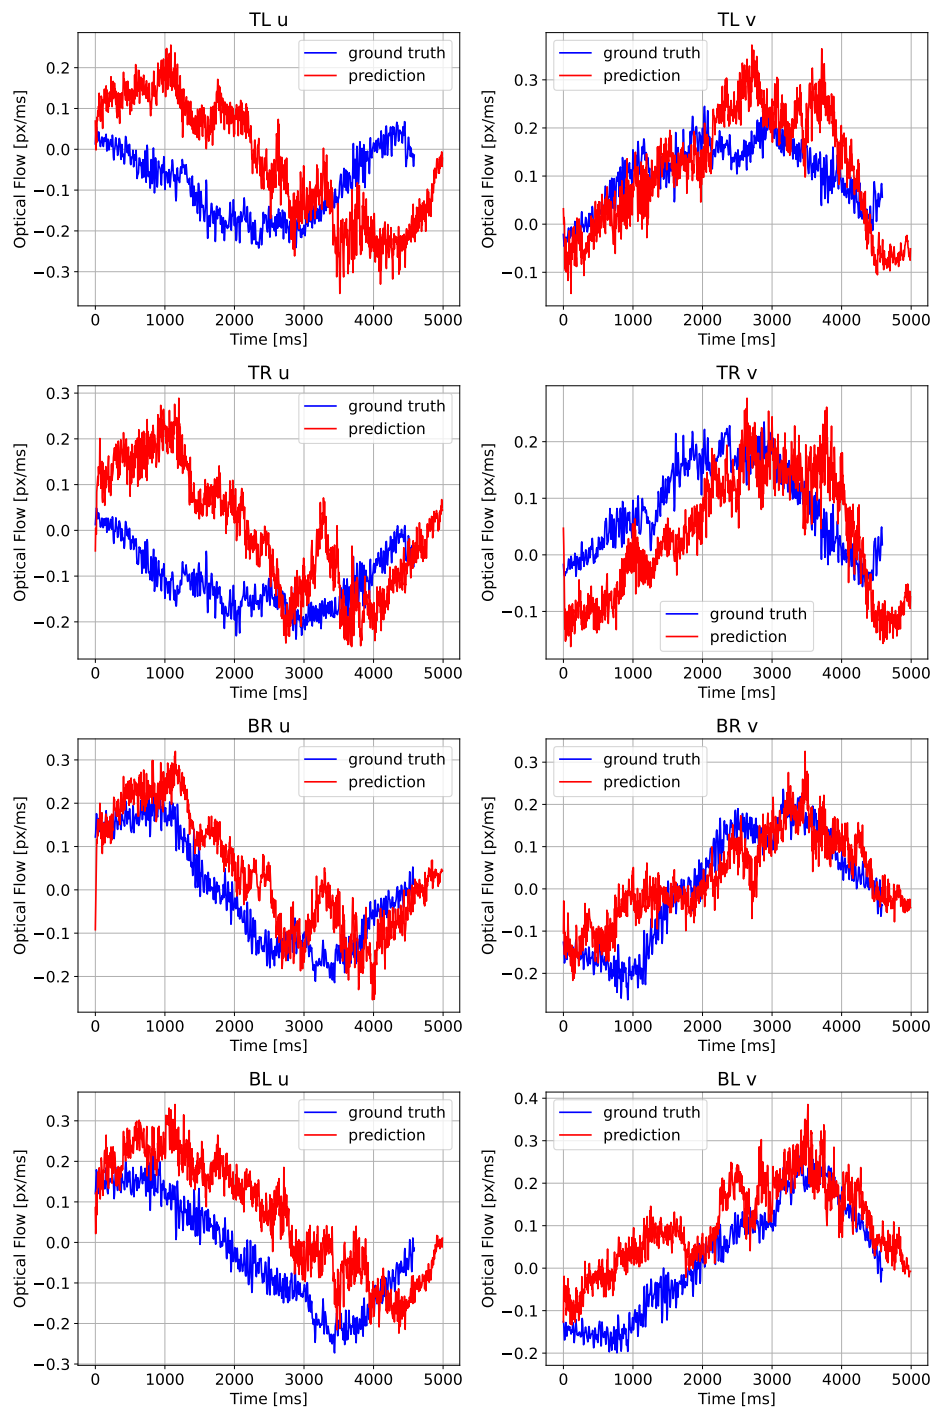 TL u
ground truth
prediction
Optical Flow [px/ms]
0.2
0.1
0.0
−0.1
−0.2
−0.3
0 1000 2000 3000 4000 5000
Time [ms]
TL v
ground truth
prediction
Optical Flow [px/ms]
0.3
0.2
0.1
0.0
−0.1
0 1000 2000 3000 4000 5000
Time [ms]
TR u
ground truth
prediction
Optical Flow [px/ms]
0.3
0.2
0.1
0.0
−0.1
−0.2
0 1000 2000 3000 4000 5000
Time [ms]
TR v
ground truth
prediction
Optical Flow [px/ms]
0.2
0.1
0.0
−0.1
0 1000 2000 3000 4000 5000
Time [ms]
BR u
ground truth
prediction
Optical Flow [px/ms]
0.3
0.2
0.1
0.0
−0.1
−0.2
0 1000 2000 3000 4000 5000
Time [ms]
BR v
ground truth
prediction
Optical Flow [px/ms]
0.3
0.2
0.1
0.0
−0.1
−0.2
0 1000 2000 3000 4000 5000
Time [ms]
BL u
ground truth
prediction
Optical Flow [px/ms]
0.3
0.2
0.1
0.0
−0.1
−0.2
−0.3
0 1000 2000 3000 4000 5000
Time [ms]
BL v
ground truth
prediction
Optical Flow [px/ms]
0.4
0.3
0.2
0.1
0.0
−0.1
−0.2
0 1000 2000 3000 4000 5000
Time [ms]